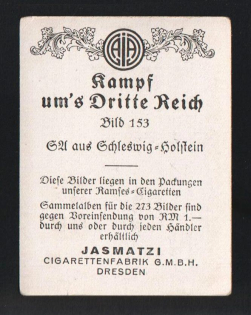 AJA
Kampf
um's Dritte Reich
Bild 153
SA aus Schleswig-Holstein
Diese Bilder liegen in den Packungen
unserer Ramses-Cigaretten
Sammelalben für die 273 Bilder sind
gegen Voreinsendung von RM 1.—
durch uns oder durch jeden Händler
erhältlich
JASMATZI
CIGARETTENFABRIK G.M.B.H.
DRESDEN